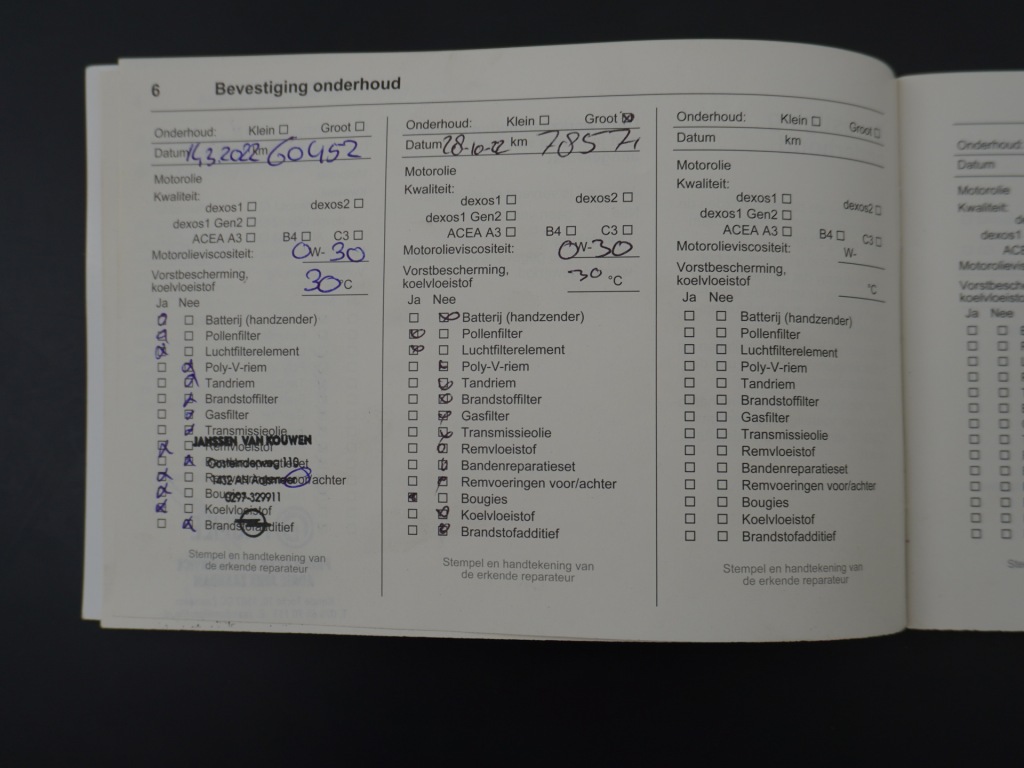 6 Bevestiging onderhoud
Onderhoud: Klein Groot
Datum 14.3.2022 km 60452
Motorolie
Kwaliteit:
dexos1 dexos2
dexos1 Gen2
ACEA A3 B4 C3
Motorolieviscositeit: 0W-30
Vorstbescherming,
koelvloeistof 30 °C
Ja Nee
Batterij (handzender)
Pollenfilter
Luchtfilterelement
Poly-V-riem
Tandriem
Brandstoffilter
Gasfilter
Transmissieolie
JANSSEN VAN KOUWEN
Remvloeistof
Oosteinderweg 110
1432 AH Aalsmeer
voor/achter
0297-329911
Koelvloeistof
Brandstofadditief
Stempel en handtekening van
de erkende reparateur
Onderhoud: Klein Groot
Datum 28-10-22 km 78571
Motorolie
Kwaliteit:
dexos1 dexos2
dexos1 Gen2
ACEA A3 B4 C3
Motorolieviscositeit: 0W-30
Vorstbescherming,
koelvloeistof 30 °C
Ja Nee
Batterij (handzender)
Pollenfilter
Luchtfilterelement
Poly-V-riem
Tandriem
Brandstoffilter
Gasfilter
Transmissieolie
Remvloeistof
Bandenreparatieset
Remvoeringen voor/achter
Bougies
Koelvloeistof
Brandstofadditief
Stempel en handtekening van
de erkende reparateur
Onderhoud: Klein Groot
Datum km
Motorolie
Kwaliteit:
dexos1 dexos2
dexos1 Gen2
ACEA A3 B4 C3
Motorolieviscositeit: W-
Vorstbescherming,
koelvloeistof °C
Ja Nee
Batterij (handzender)
Pollenfilter
Luchtfilterelement
Poly-V-riem
Tandriem
Brandstoffilter
Gasfilter
Transmissieolie
Remvloeistof
Bandenreparatieset
Remvoeringen voor/achter
Bougies
Koelvloeistof
Brandstofadditief
Stempel en handtekening van
de erkende reparateur
Onderhoud:
Datum
Motorolie
Kwaliteit:
dexos1
Ja Nee